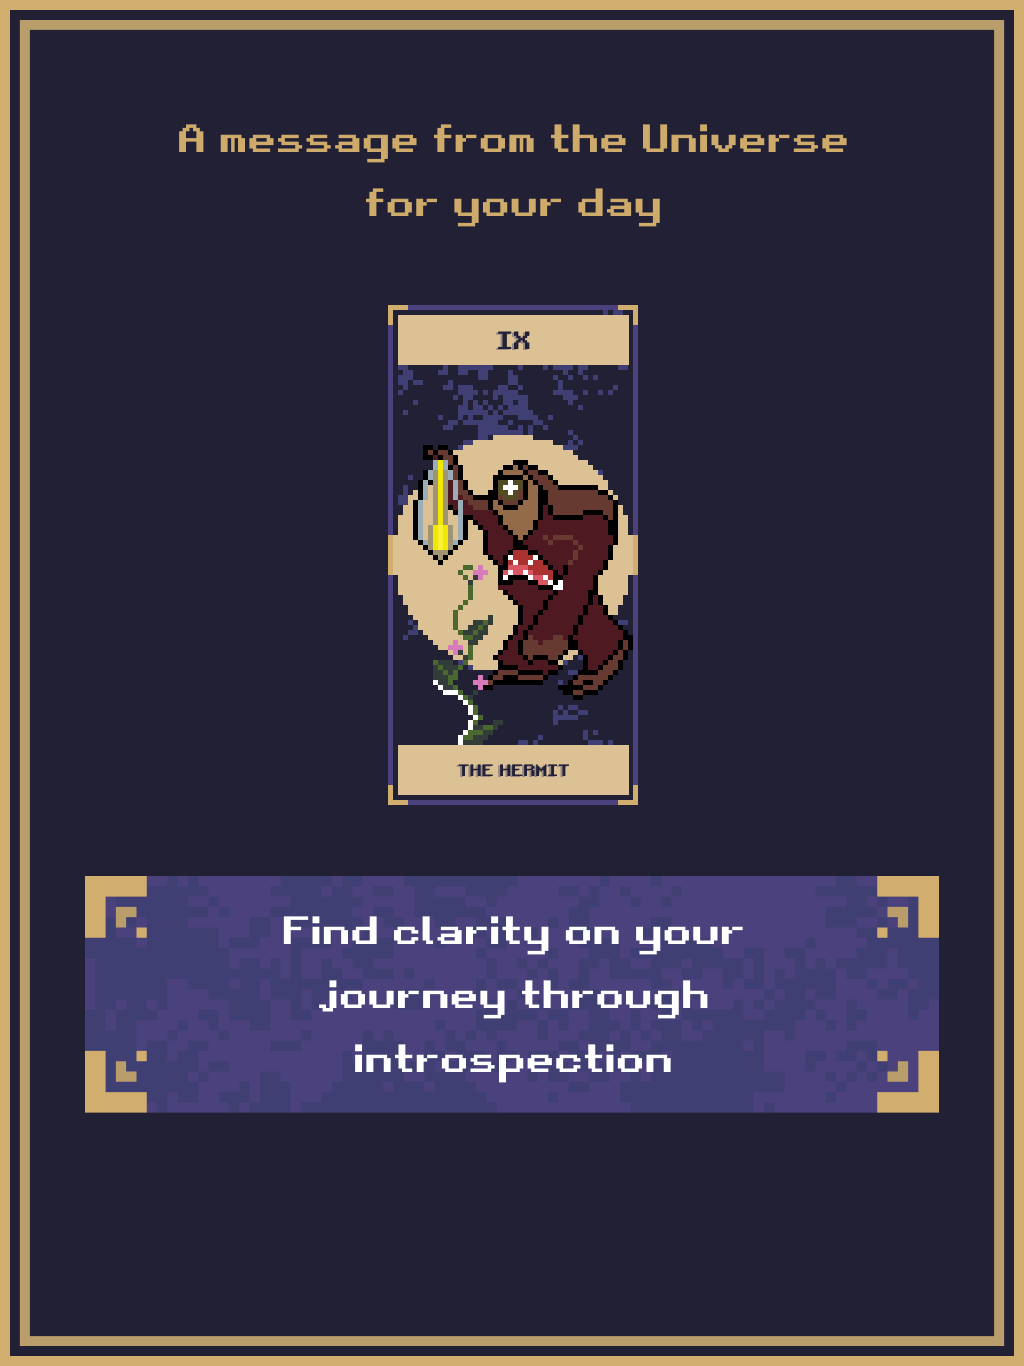 A message from the Universe
for your day
IX
THE HERMIT
Find clarity on your
journey through
introspection